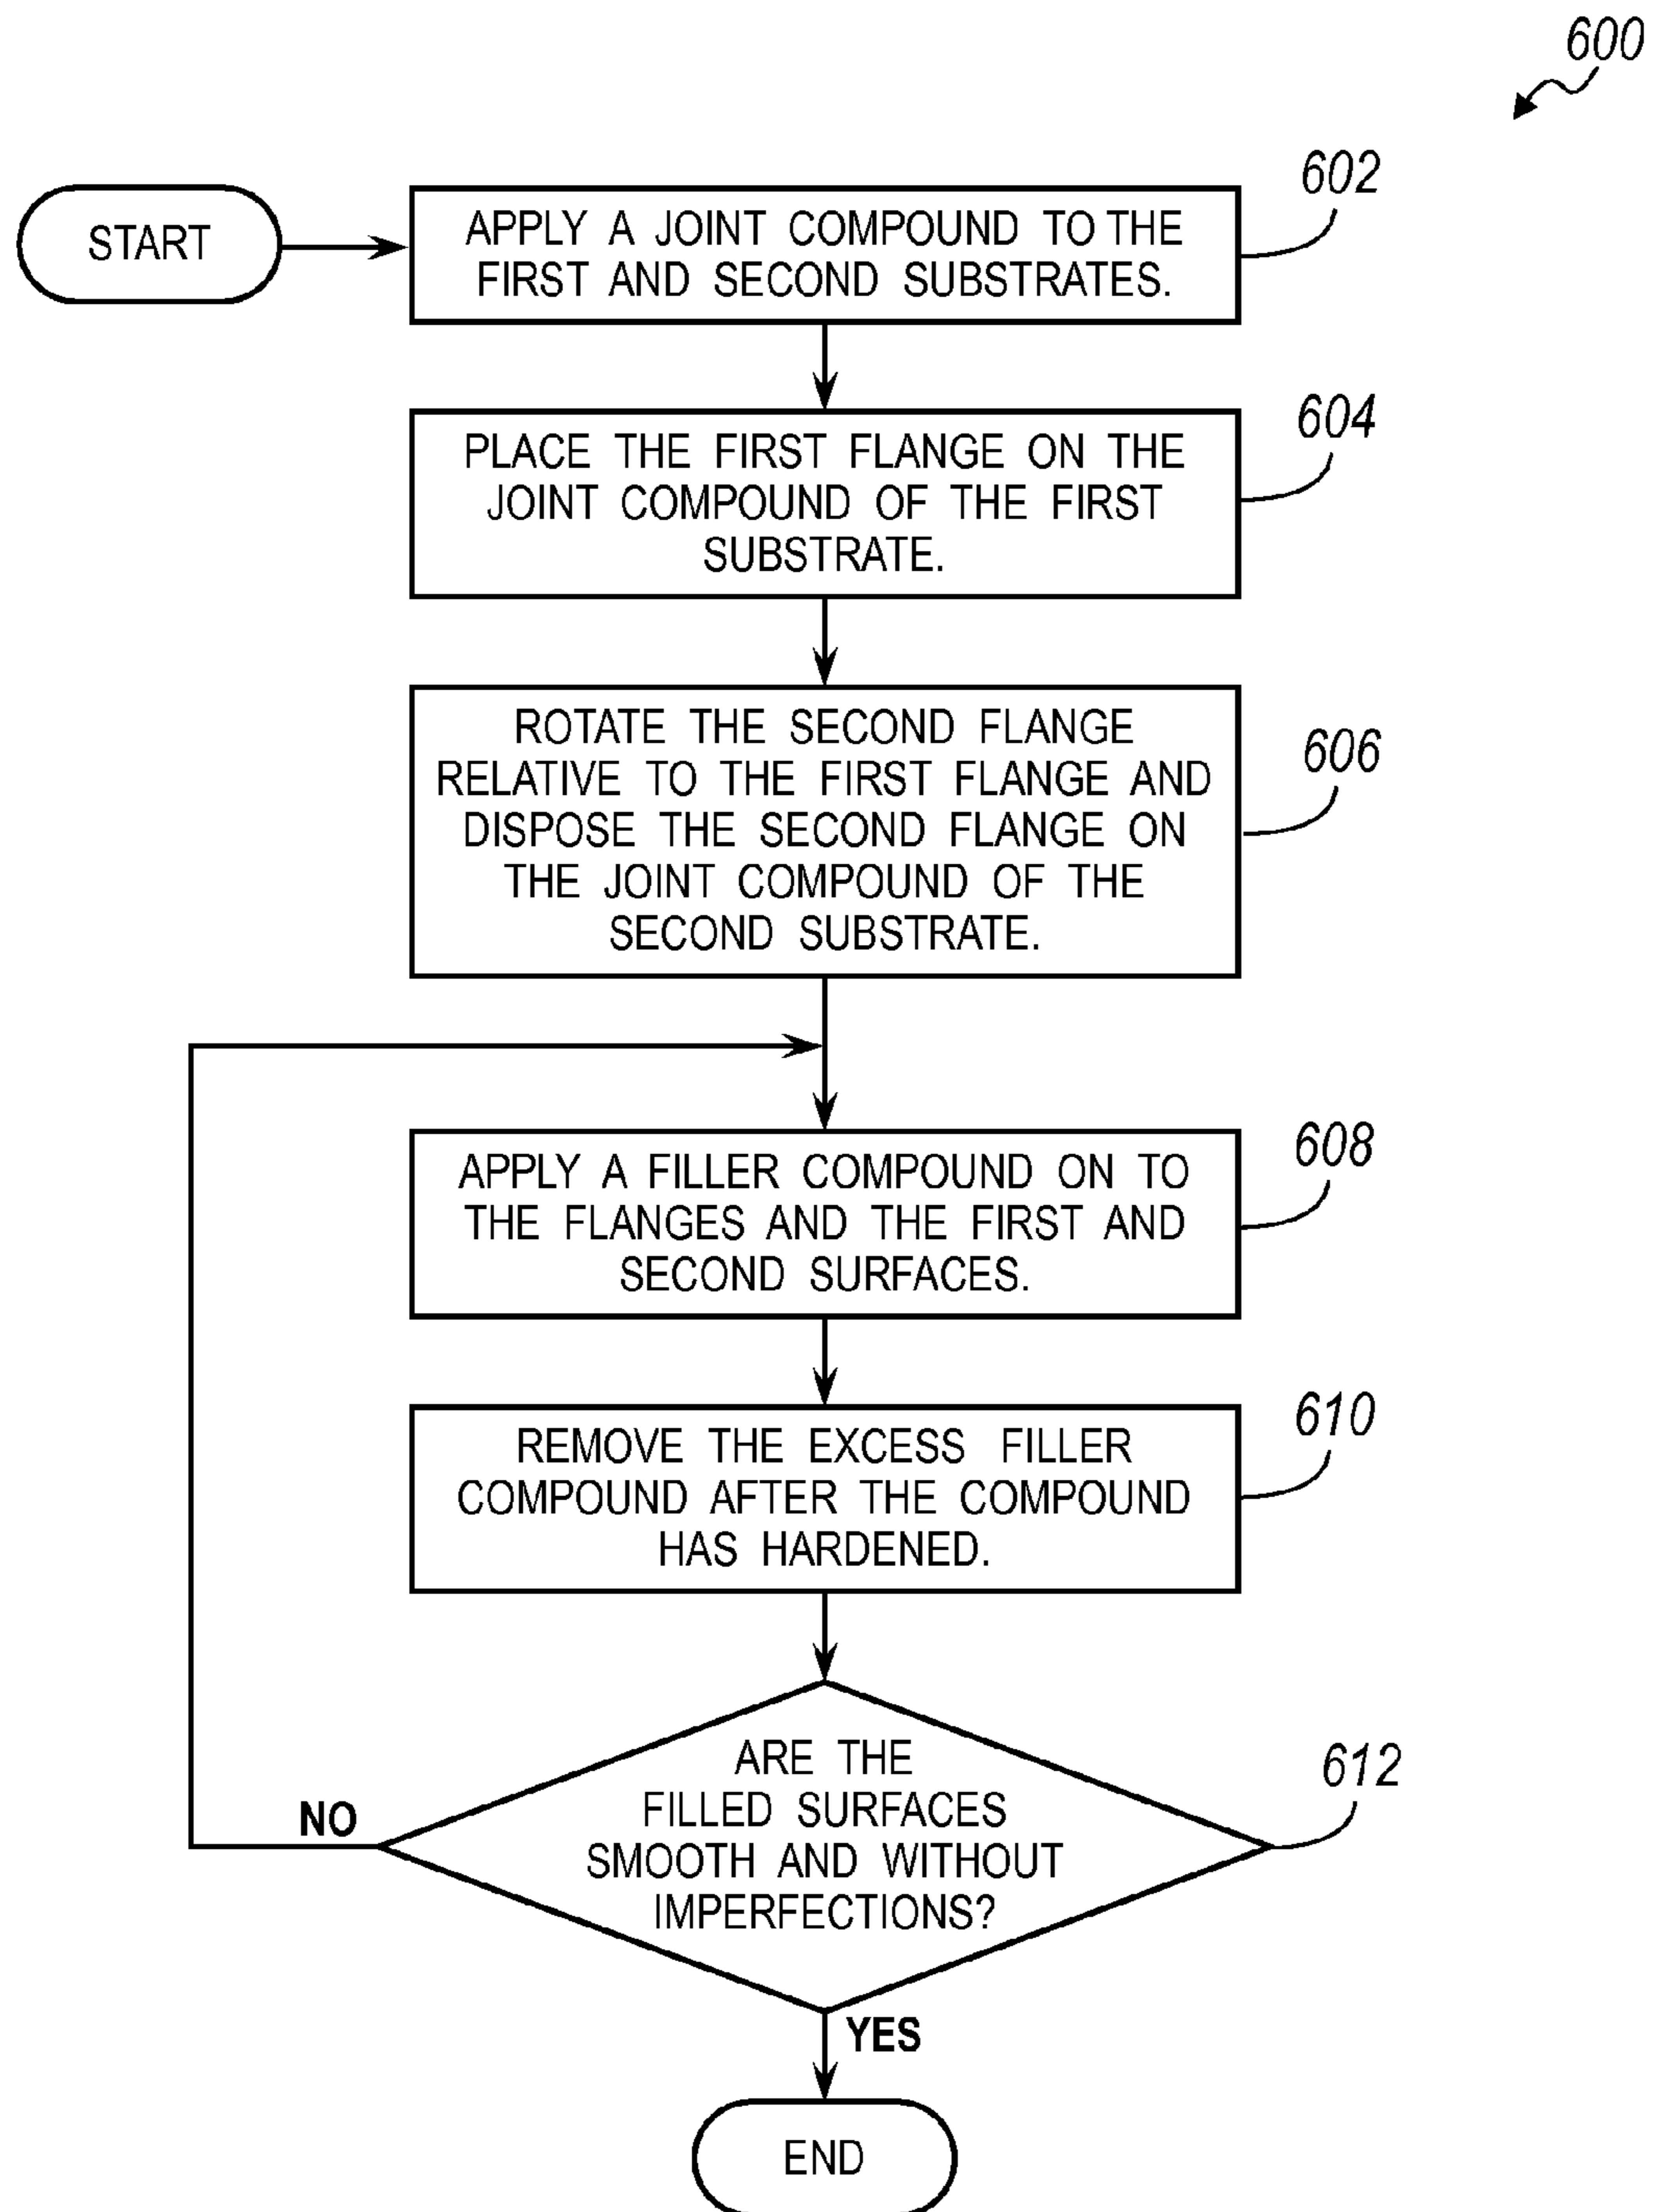 600
START
602
APPLY A JOINT COMPOUND TO THE
FIRST AND SECOND SUBSTRATES.
604
PLACE THE FIRST FLANGE ON THE
JOINT COMPOUND OF THE FIRST
SUBSTRATE.
606
ROTATE THE SECOND FLANGE
RELATIVE TO THE FIRST FLANGE AND
DISPOSE THE SECOND FLANGE ON
THE JOINT COMPOUND OF THE
SECOND SUBSTRATE.
608
APPLY A FILLER COMPOUND ON TO
THE FLANGES AND THE FIRST AND
SECOND SURFACES.
610
REMOVE THE EXCESS FILLER
COMPOUND AFTER THE COMPOUND
HAS HARDENED.
612
ARE THE
FILLED SURFACES
SMOOTH AND WITHOUT
IMPERFECTIONS?
NO
YES
END